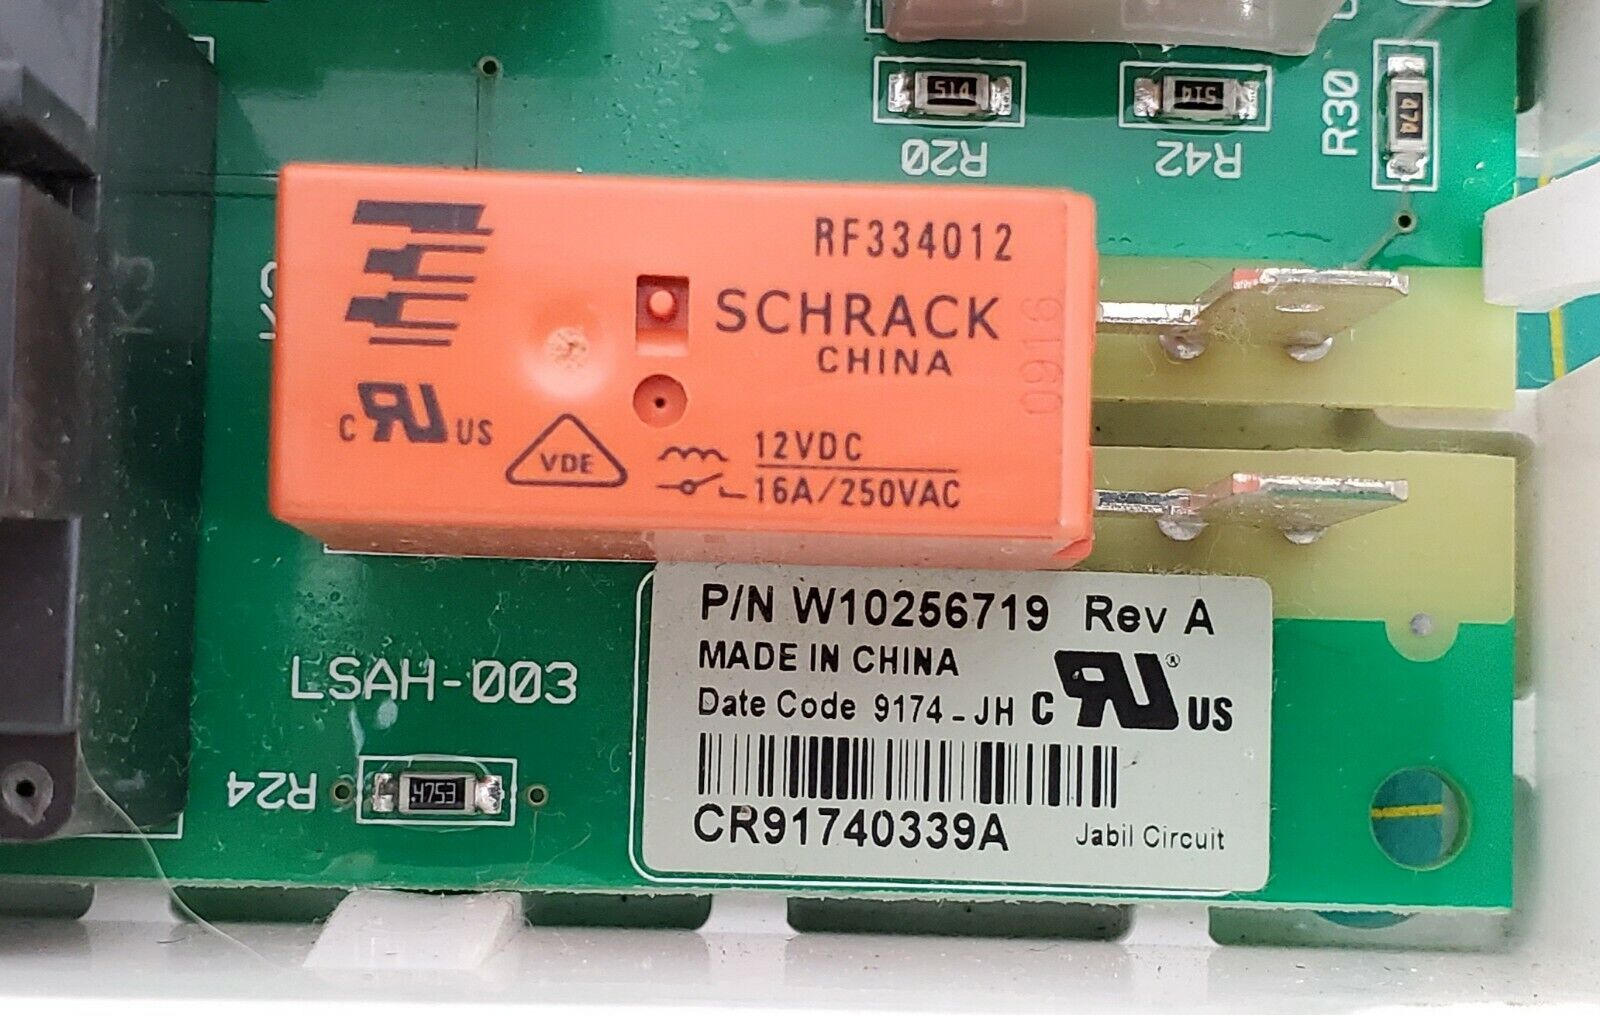 514
514
474
R20
R42
R30
K3
RF334012
SCHRACK
CHINA
0916
C US
VDE
12VDC
16A/250VAC
P/N W10256719 Rev A
MADE IN CHINA
Date Code 9174-JH C ® US
CR91740339A
Jabil Circuit
LSAH-003
R24
4753